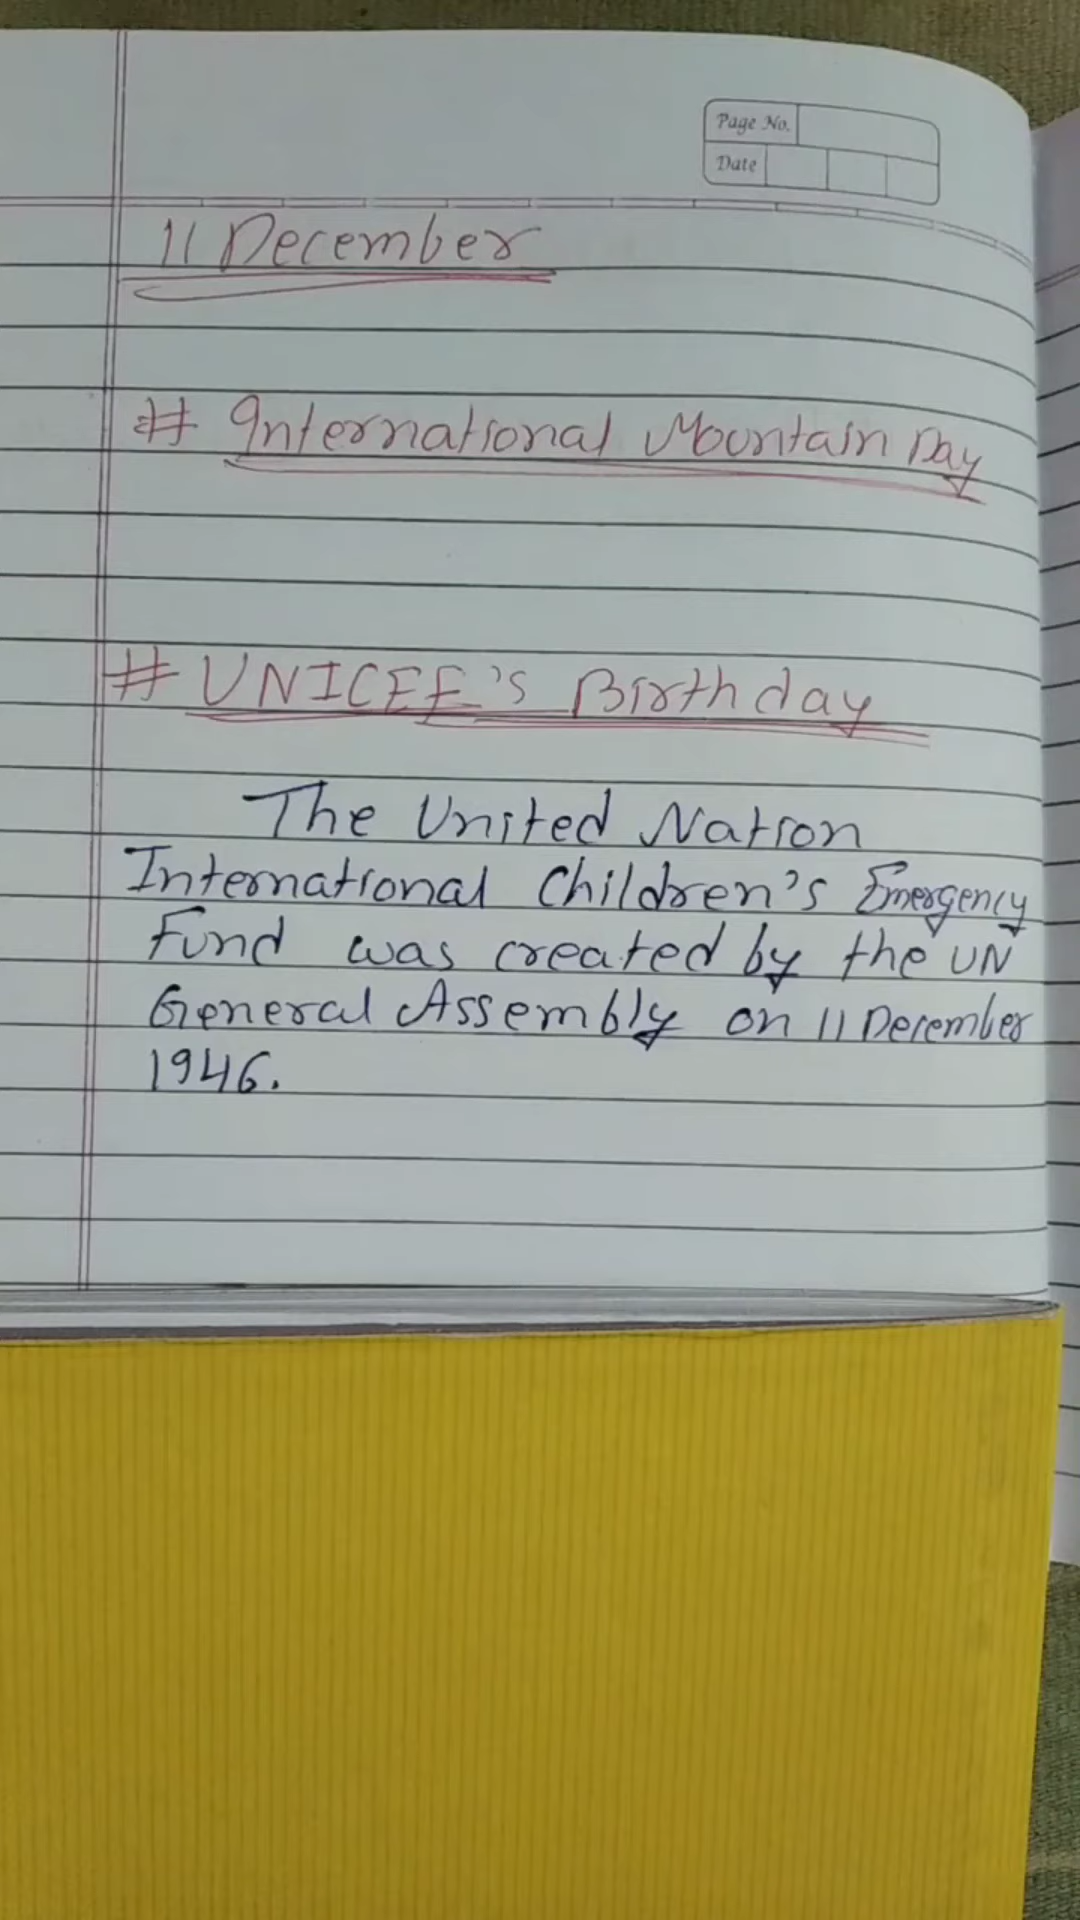 Page No.
Date
11 December
# International Mountain Day
# UNICEF's Birthday
The United Nation
International Children's Emergency
Fund was created by the UN
General Assembly on 11 December
1946.